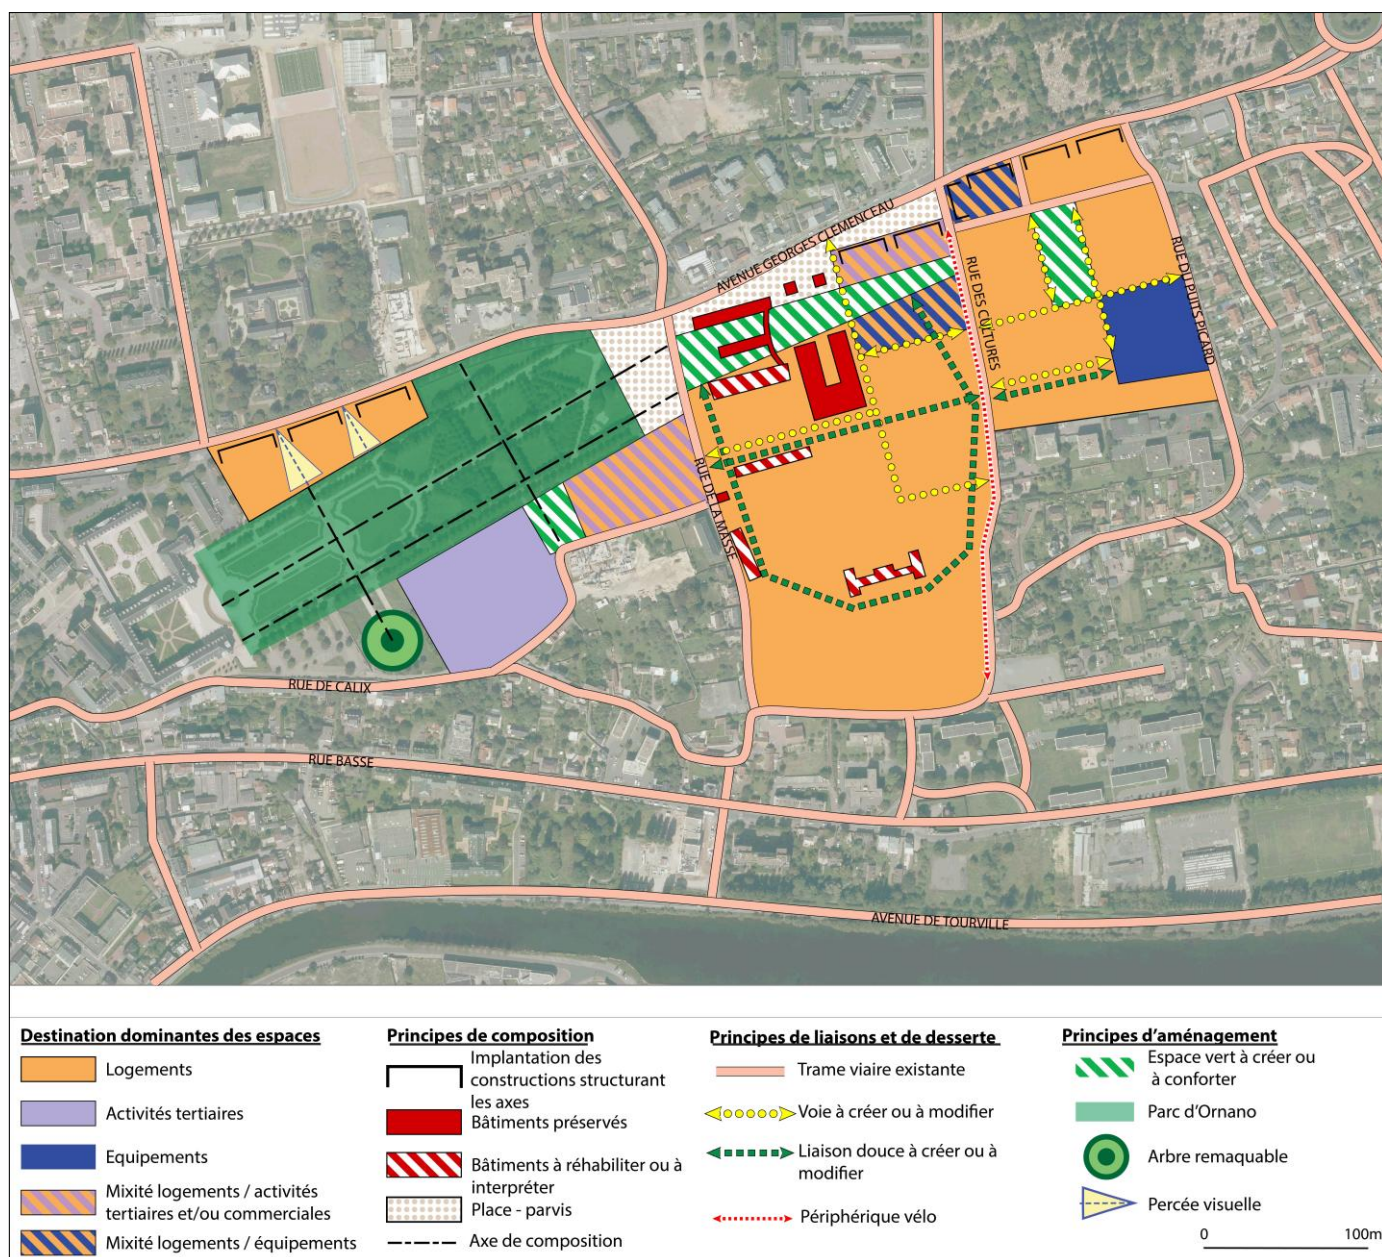 AVENUE GEORGES CLEMENCEAU
RUE DES CULTURES
RUE DU PUITS PICARD
RUE DE LA MASSE
RUE DE CALIX
RUE BASSE
AVENUE DE TOURVILLE
Destination dominantes des espaces
Logements
Activités tertiaires
Equipements
Mixité logements / activités
tertiaires et/ou commerciales
Mixité logements / équipements
Principes de composition
Implantation des
constructions structurant
les axes
Bâtiments préservés
Bâtiments à réhabiliter ou à
interpréter
Place - parvis
Axe de composition
Principes de liaisons et de desserte
Trame viaire existante
Voie à créer ou à modifier
Liaison douce à créer ou à
modifier
Périphérique vélo
Principes d'aménagement
Espace vert à créer ou
à conforter
Parc d'Ornano
Arbre remaquable
Percée visuelle
0 100m